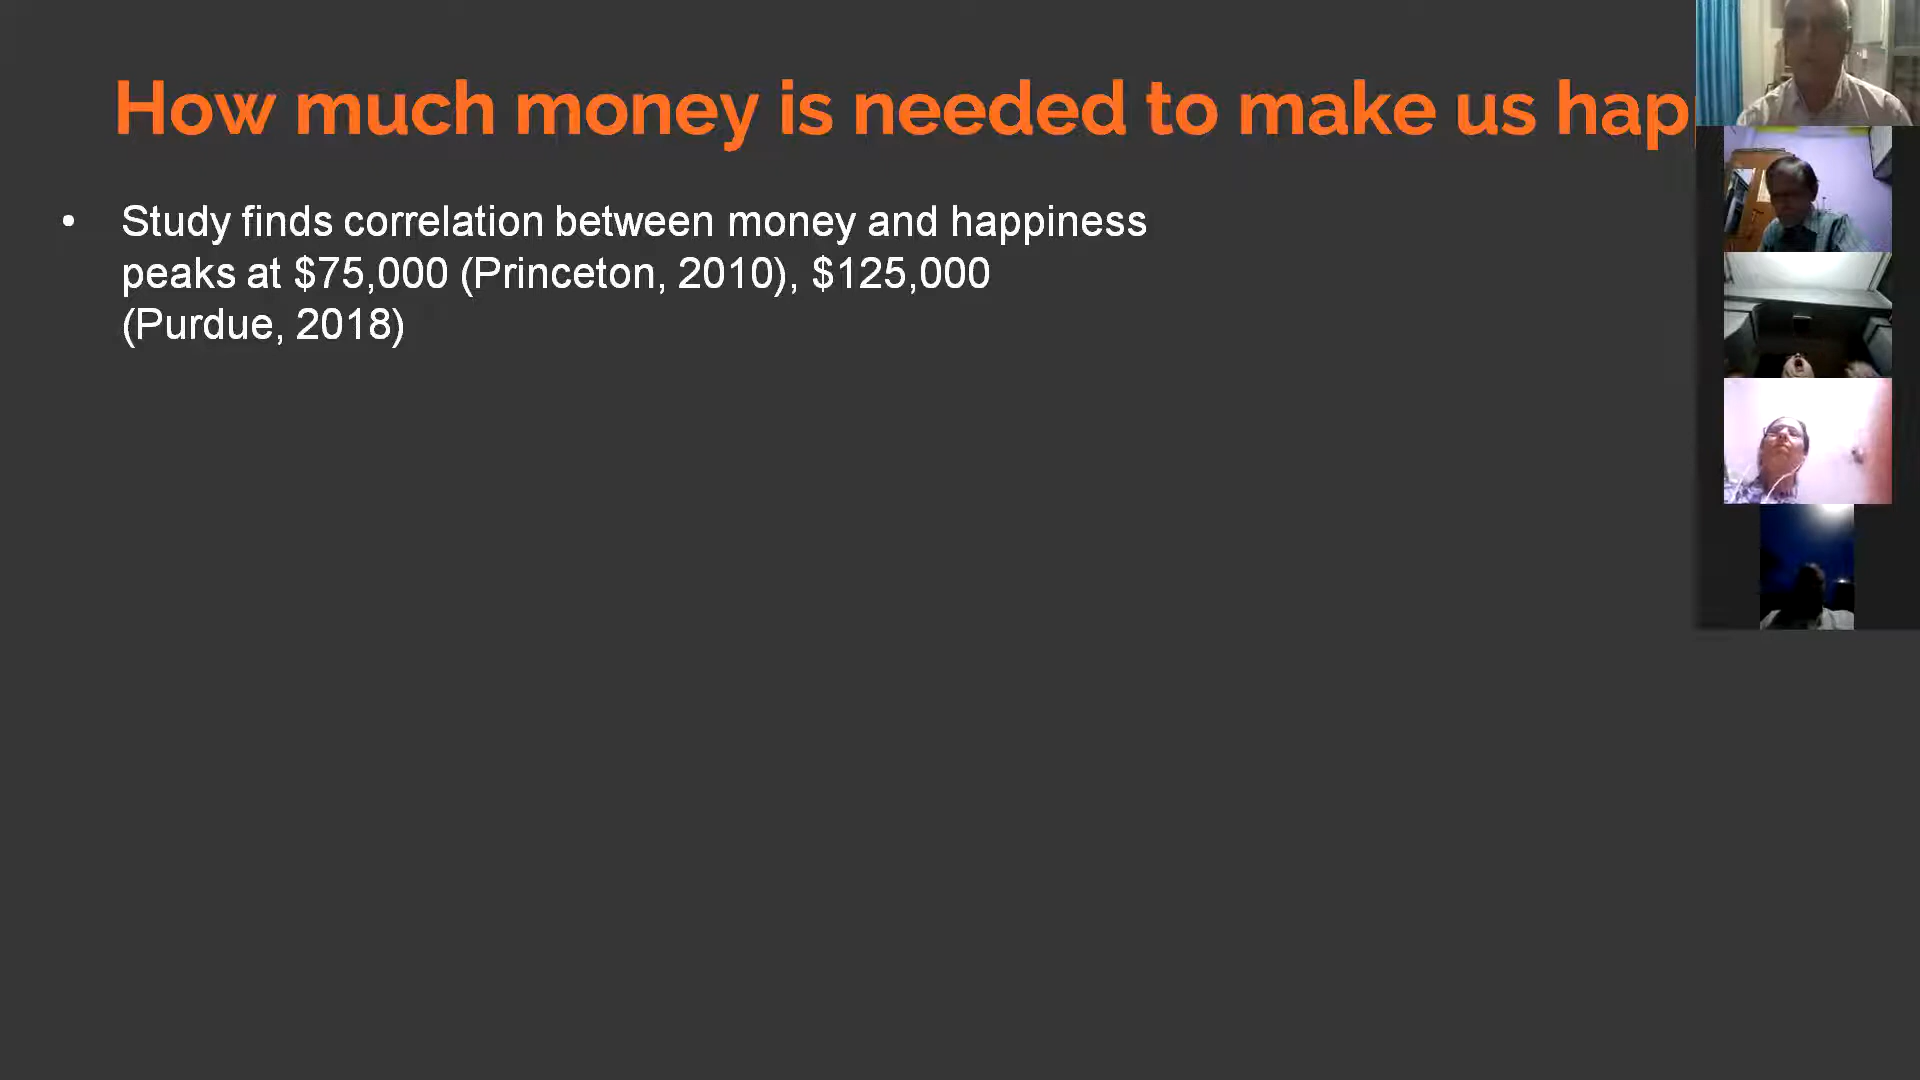 How much money is needed to make us hap
• Study finds correlation between money and happiness
peaks at $75,000 (Princeton, 2010), $125,000
(Purdue, 2018)